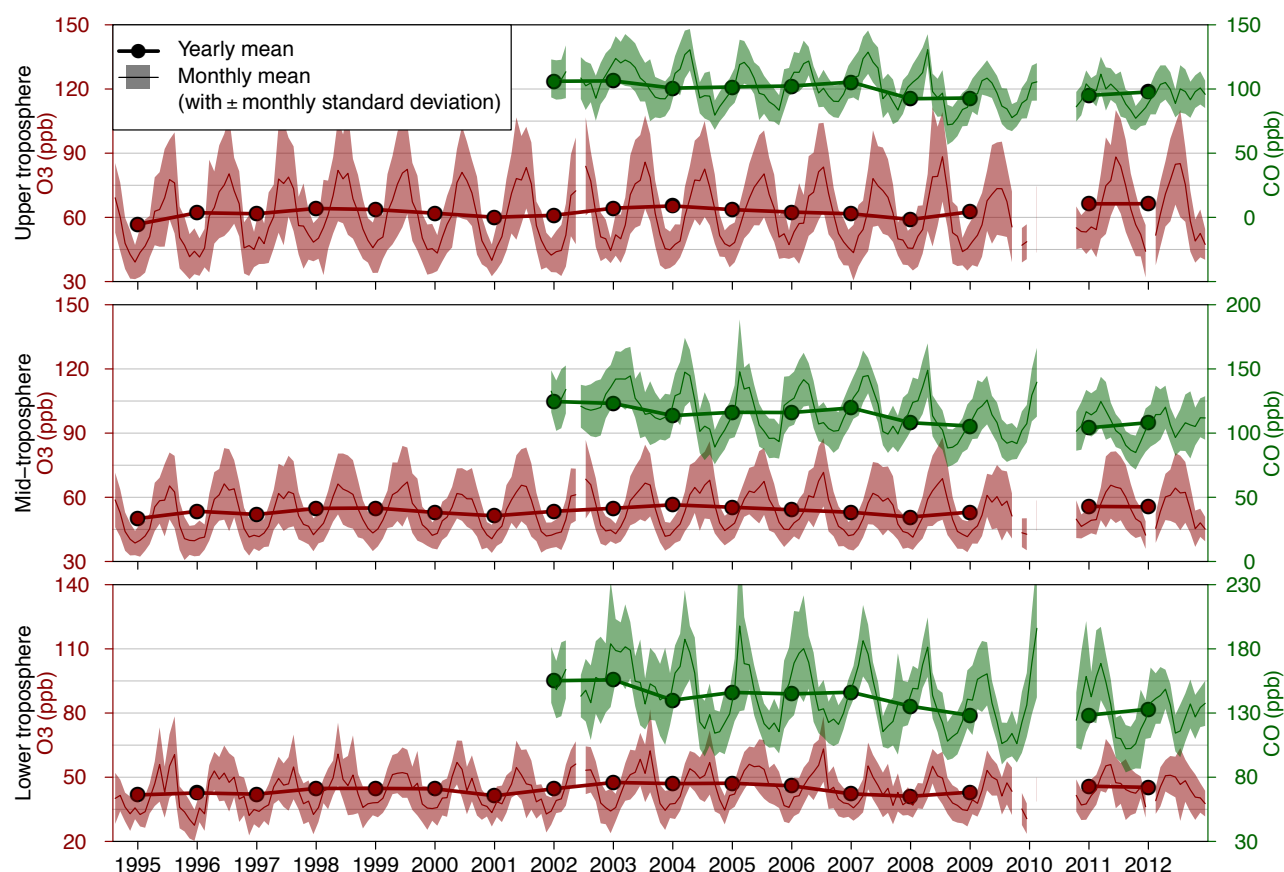 Yearly mean
Monthly mean
(with ± monthly standard deviation)
Upper troposphere
O3 (ppb)
150
120
90
60
30
150
100
50
0
CO (ppb)
Mid−troposphere
O3 (ppb)
150
120
90
60
30
200
150
100
50
0
CO (ppb)
Lower troposphere
O3 (ppb)
140
110
80
50
20
230
180
130
80
30
CO (ppb)
1995 1996 1997 1998 1999 2000 2001 2002 2003 2004 2005 2006 2007 2008 2009 2010 2011 2012